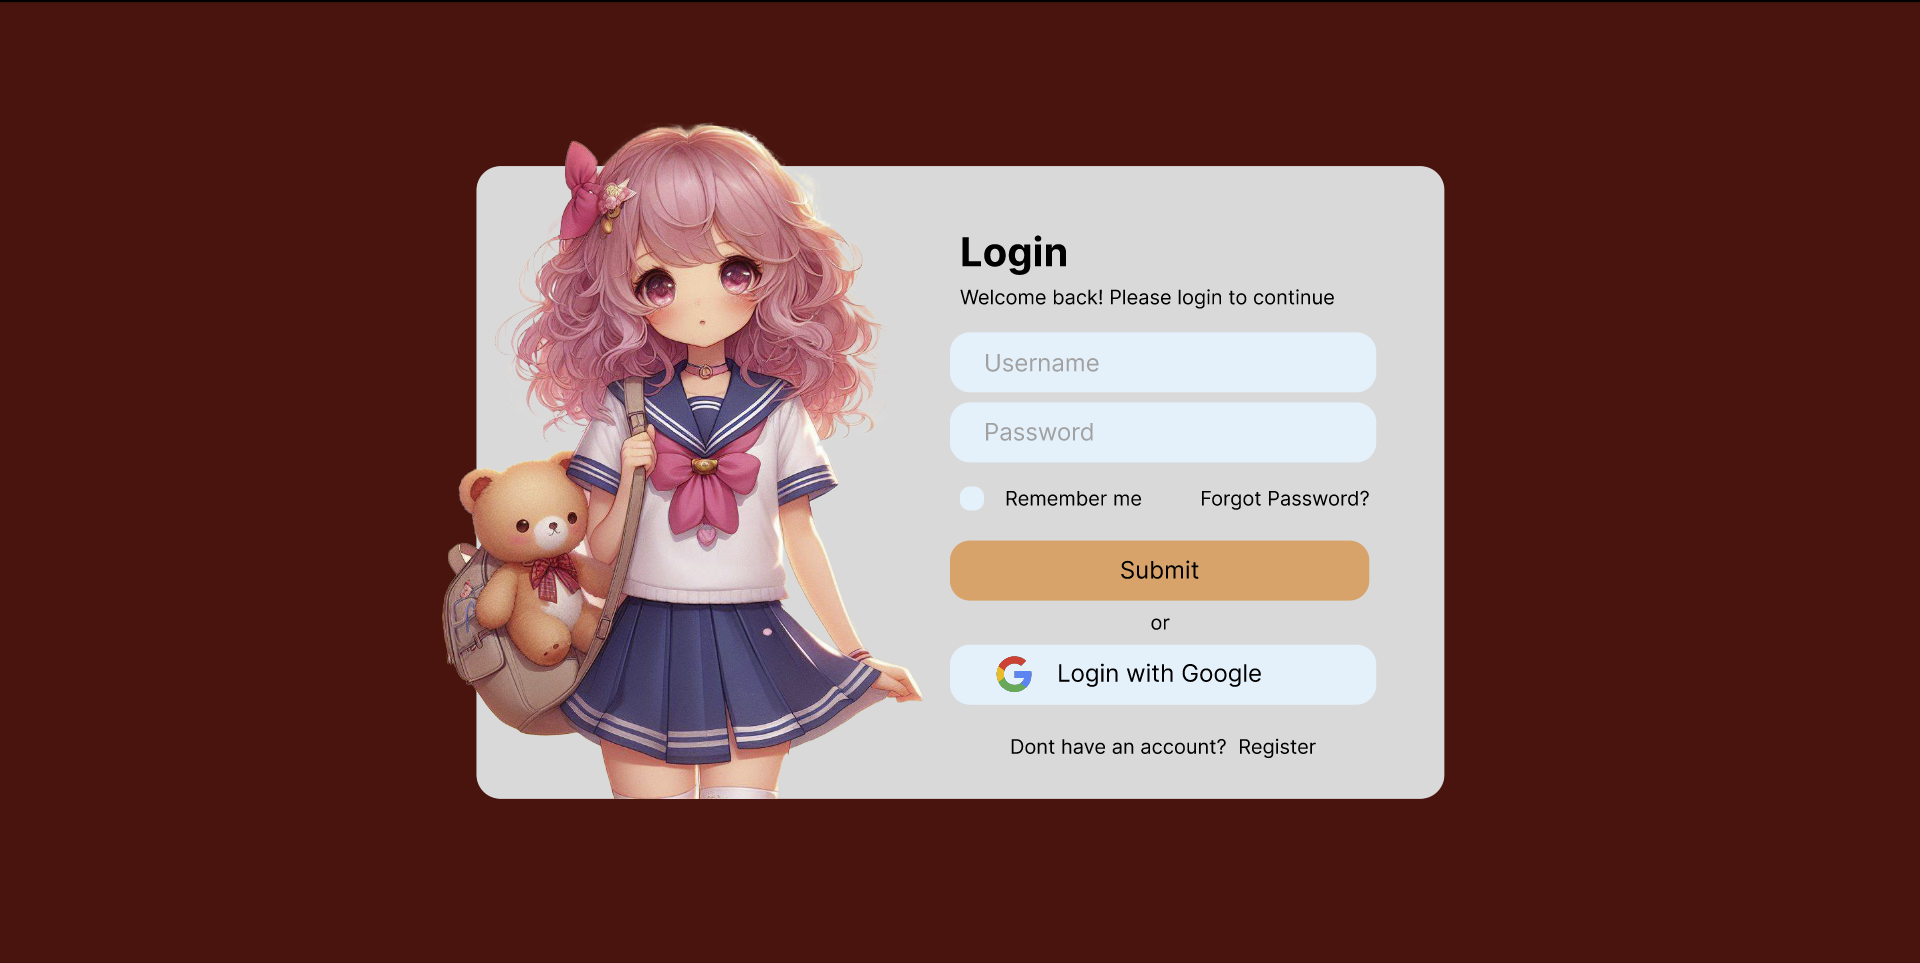 Login
Welcome back! Please login to continue
Username
Password
Remember me Forgot Password?
Submit
or
Login with Google
Dont have an account? Register